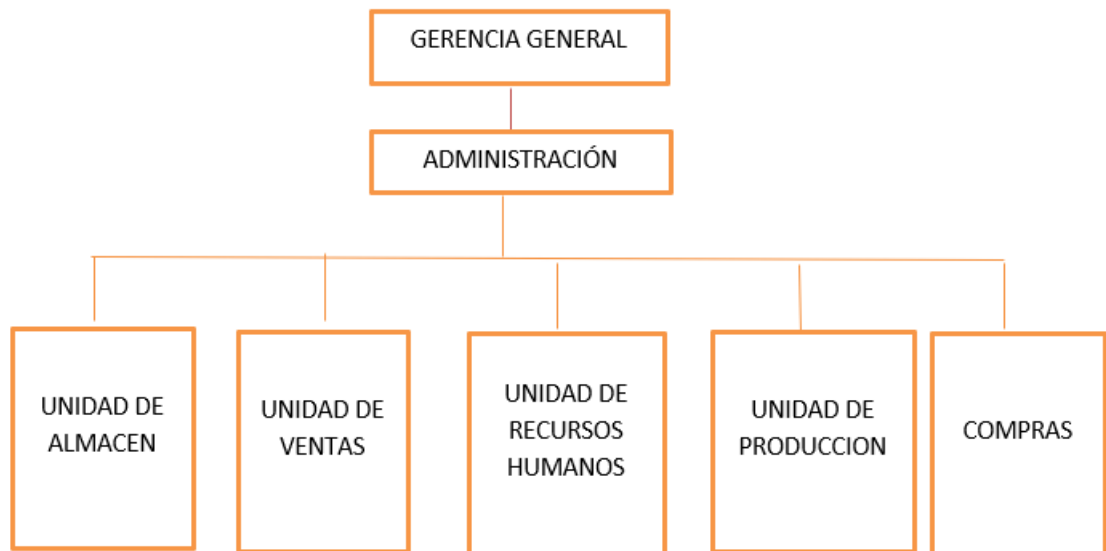 GERENCIA GENERAL
ADMINISTRACIÓN
UNIDAD DE
ALMACEN
UNIDAD DE
VENTAS
UNIDAD DE
RECURSOS
HUMANOS
UNIDAD DE
PRODUCCION
COMPRAS